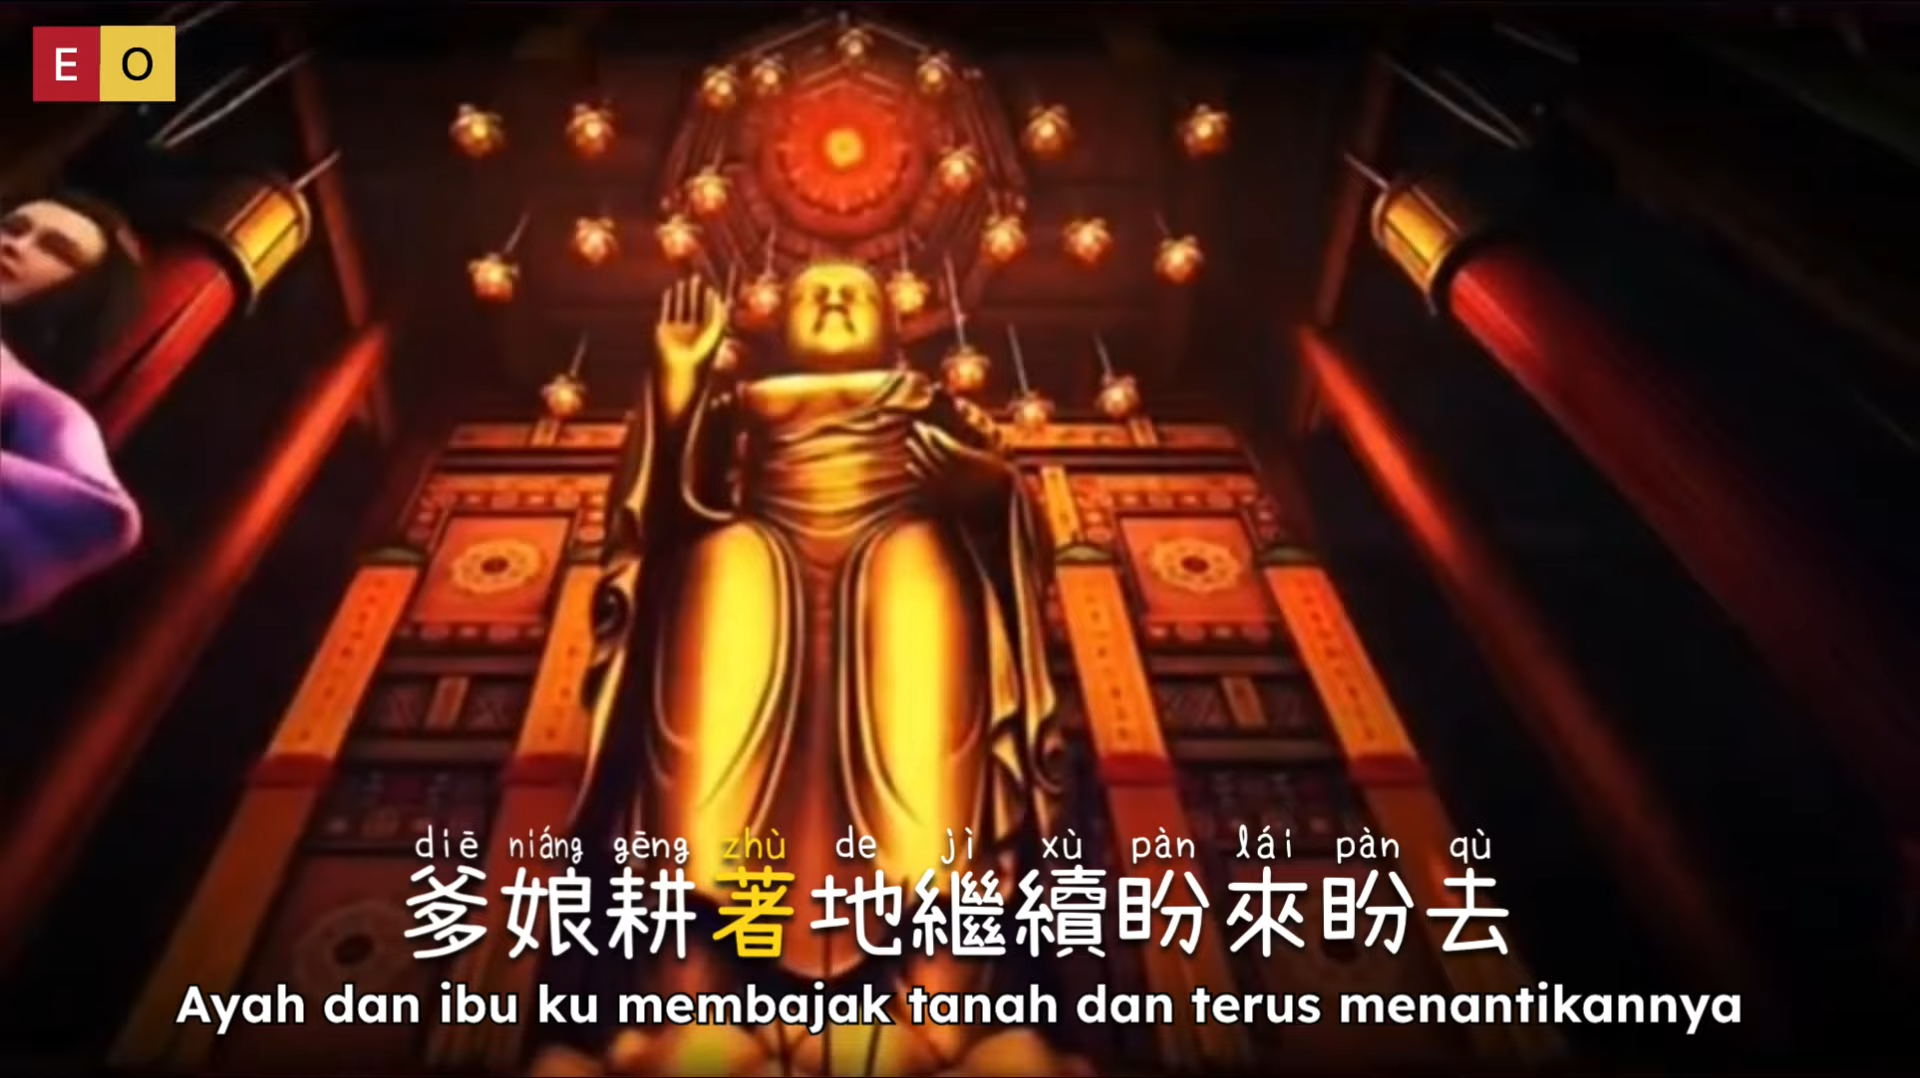 E O
diē niáng gēng zhù de jì xù pàn lái pàn qù
爹娘耕著地繼續盼來盼去
Ayah dan ibu ku membajak tanah dan terus menantikannya